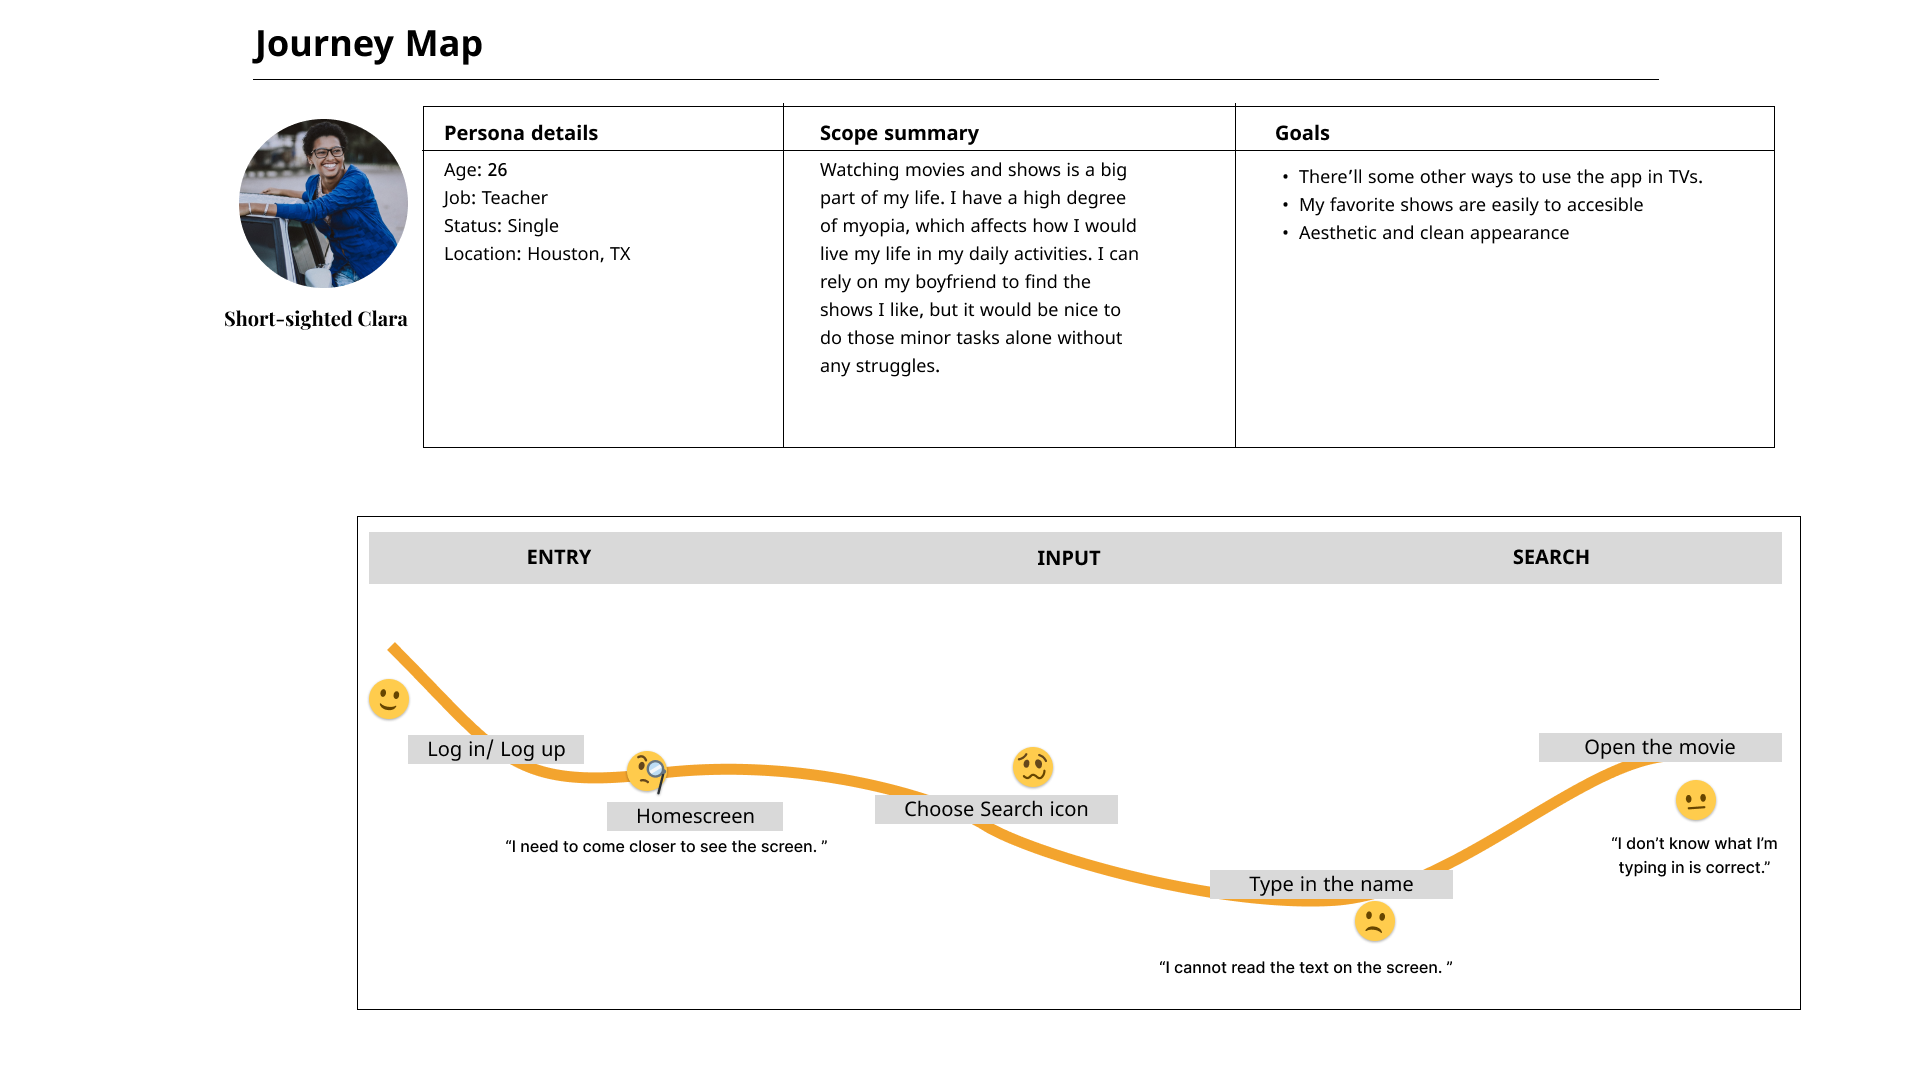 Journey Map
Short-sighted Clara
Persona details
Age: 26
Job: Teacher
Status: Single
Location: Houston, TX
Scope summary
Watching movies and shows is a big
part of my life. I have a high degree
of myopia, which affects how I would
live my life in my daily activities. I can
rely on my boyfriend to find the
shows I like, but it would be nice to
do those minor tasks alone without
any struggles.
Goals
• There’ll some other ways to use the app in TVs.
• My favorite shows are easily to accesible
• Aesthetic and clean appearance
ENTRY
INPUT
SEARCH
Log in/ Log up
Homescreen
“I need to come closer to see the screen. ”
Choose Search icon
Type in the name
“I cannot read the text on the screen. ”
Open the movie
“I don’t know what I’m
typing in is correct.”